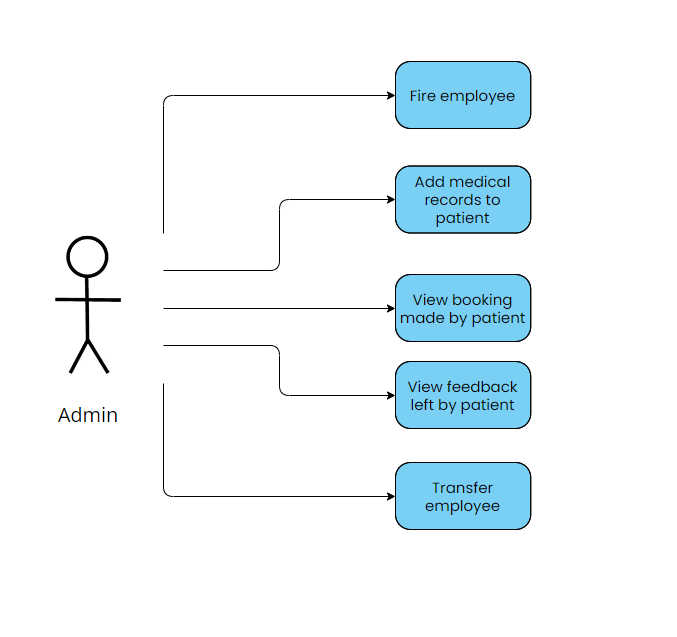 Fire employee
Add medical
records to
patient
View booking
made by patient
View feedback
left by patient
Admin
Transfer
employee